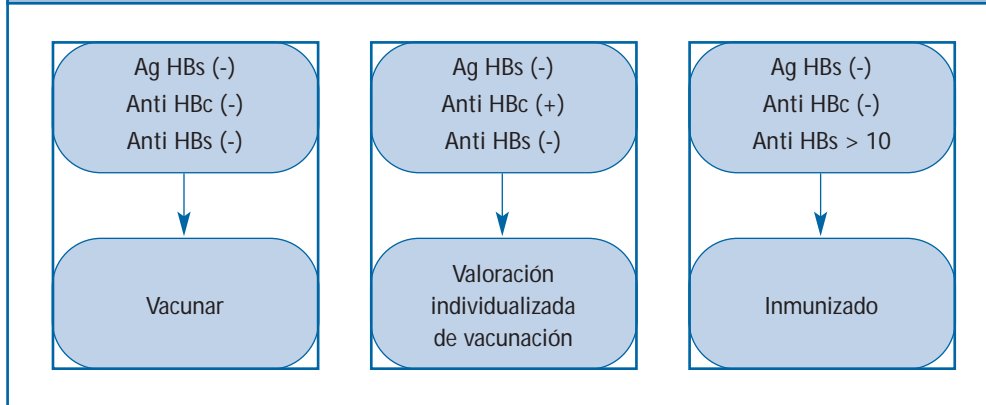 Ag HBs (-)
Anti HBc (-)
Anti HBs (-)
Vacunar
Ag HBs (-)
Anti HBc (+)
Anti HBs (-)
Valoración
individualizada
de vacunación
Ag HBs (-)
Anti HBc (-)
Anti HBs > 10
Inmunizado